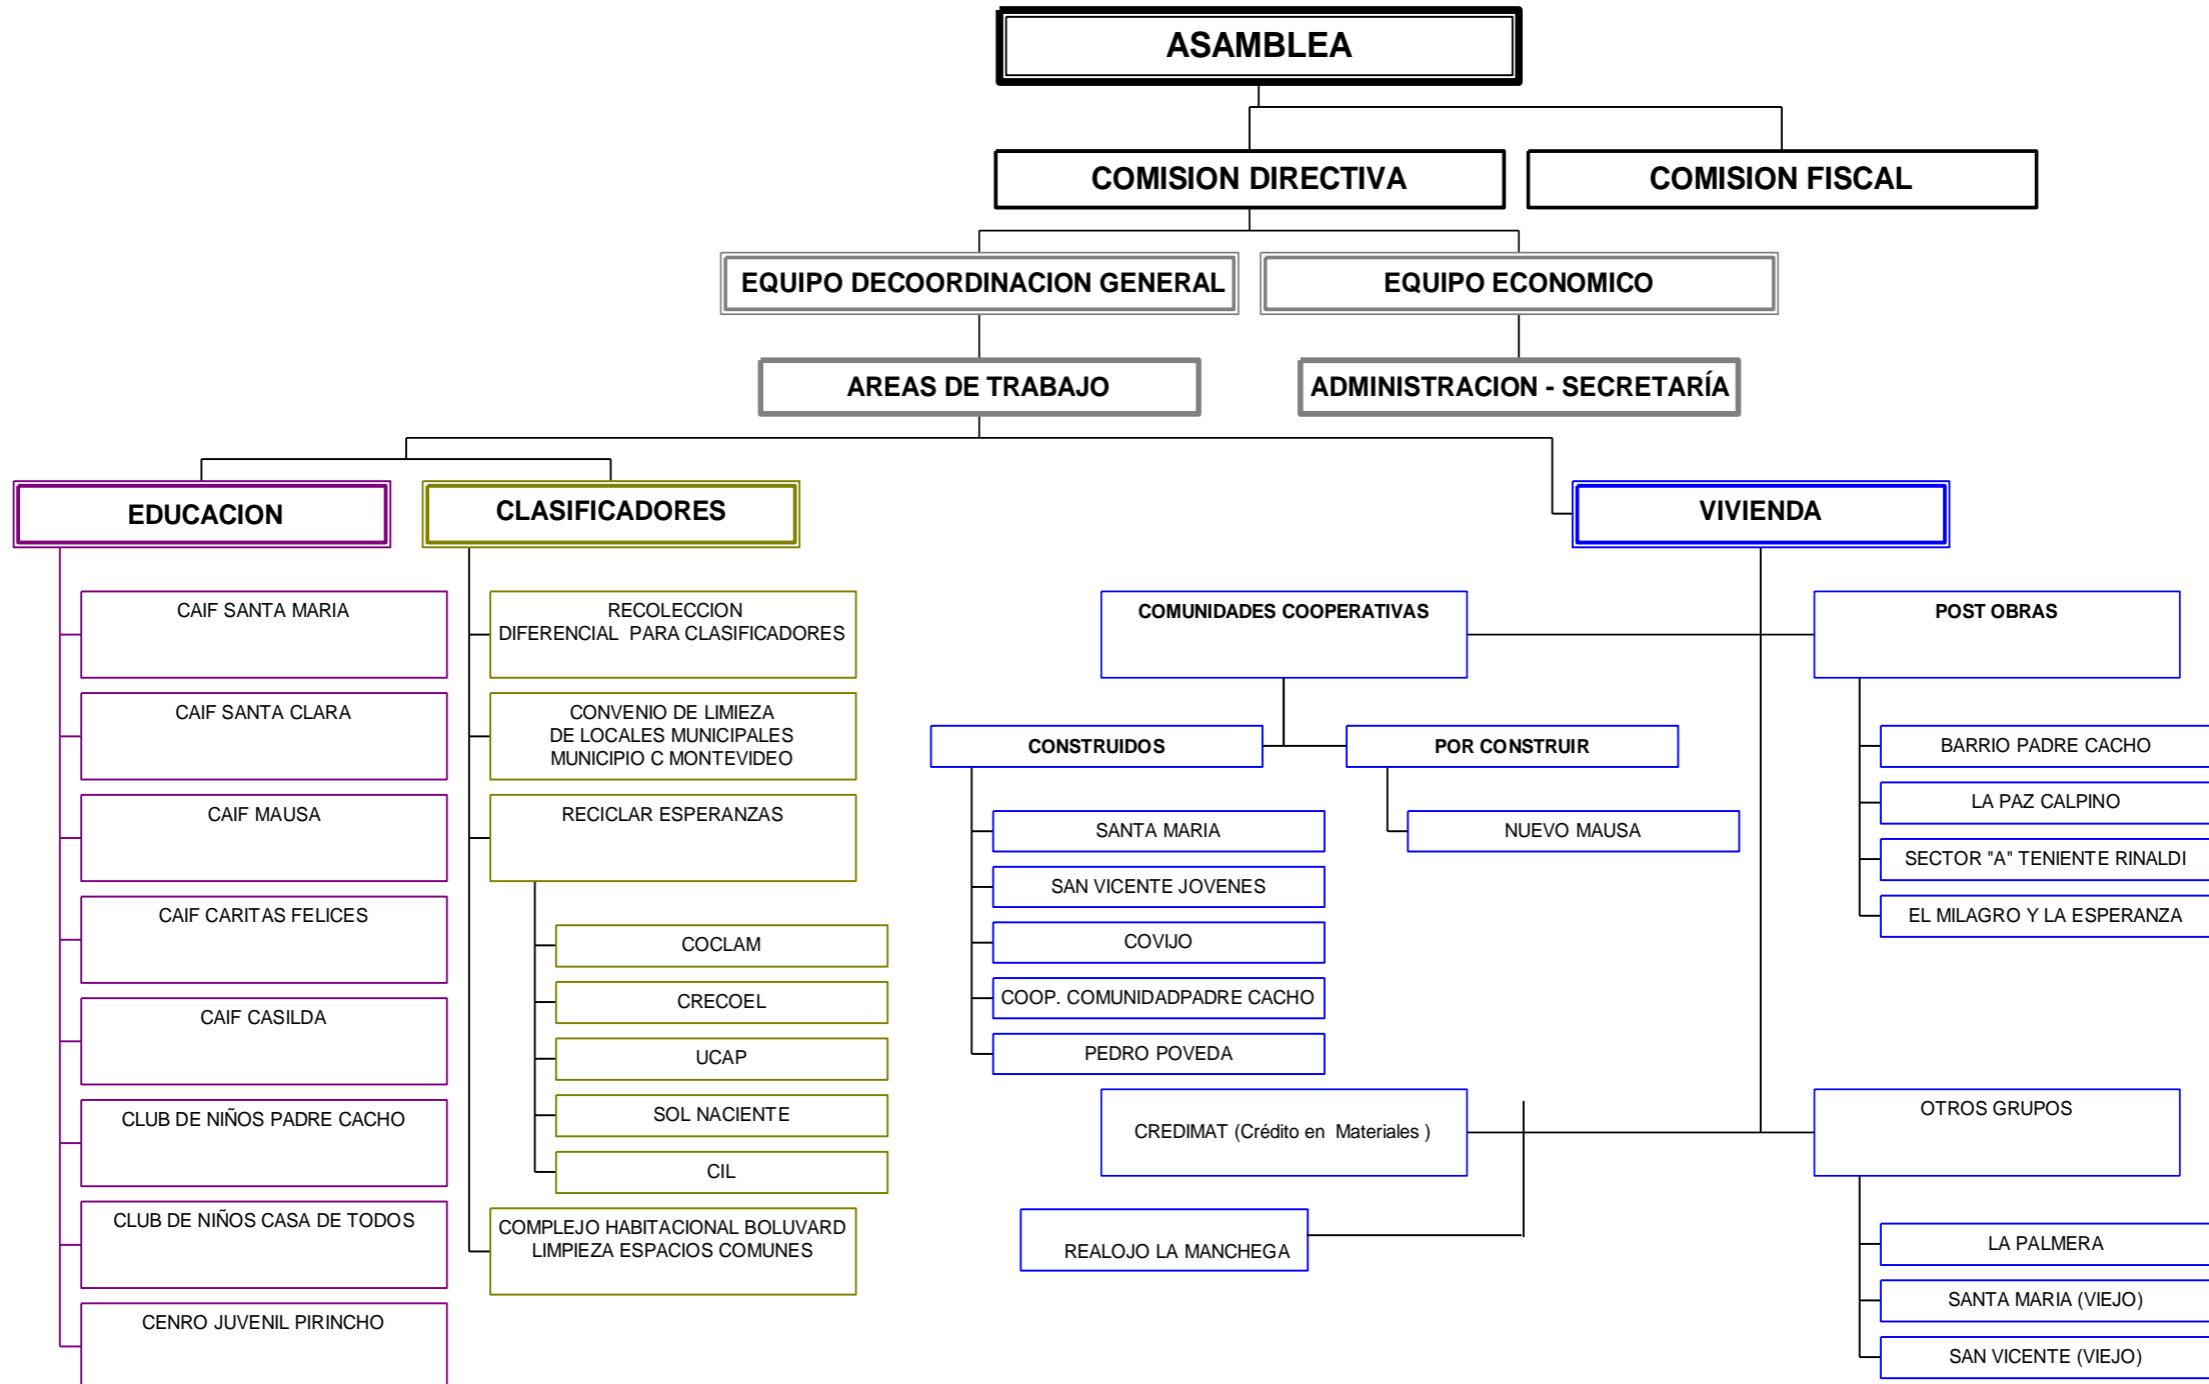 ASAMBLEA
COMISION DIRECTIVA
COMISION FISCAL
EQUIPO DECOORDINACION GENERAL
EQUIPO ECONOMICO
AREAS DE TRABAJO
ADMINISTRACION - SECRETARÍA
EDUCACION
CAIF SANTA MARIA
CAIF SANTA CLARA
CAIF MAUSA
CAIF CARITAS FELICES
CAIF CASILDA
CLUB DE NIÑOS PADRE CACHO
CLUB DE NIÑOS CASA DE TODOS
CENRO JUVENIL PIRINCHO
CLASIFICADORES
RECOLECCION
DIFERENCIAL PARA CLASIFICADORES
CONVENIO DE LIMIEZA
DE LOCALES MUNICIPALES
MUNICIPIO C MONTEVIDEO
RECICLAR ESPERANZAS
COCLAM
CRECOEL
UCAP
SOL NACIENTE
CIL
COMPLEJO HABITACIONAL BOLUVARD
LIMPIEZA ESPACIOS COMUNES
VIVIENDA
COMUNIDADES COOPERATIVAS
CONSTRUIDOS
SANTA MARIA
SAN VICENTE JOVENES
COVIJO
COOP. COMUNIDADPADRE CACHO
PEDRO POVEDA
POR CONSTRUIR
NUEVO MAUSA
POST OBRAS
BARRIO PADRE CACHO
LA PAZ CALPINO
SECTOR "A" TENIENTE RINALDI
EL MILAGRO Y LA ESPERANZA
CREDIMAT (Crédito en Materiales )
REALOJO LA MANCHEGA
OTROS GRUPOS
LA PALMERA
SANTA MARIA (VIEJO)
SAN VICENTE (VIEJO)